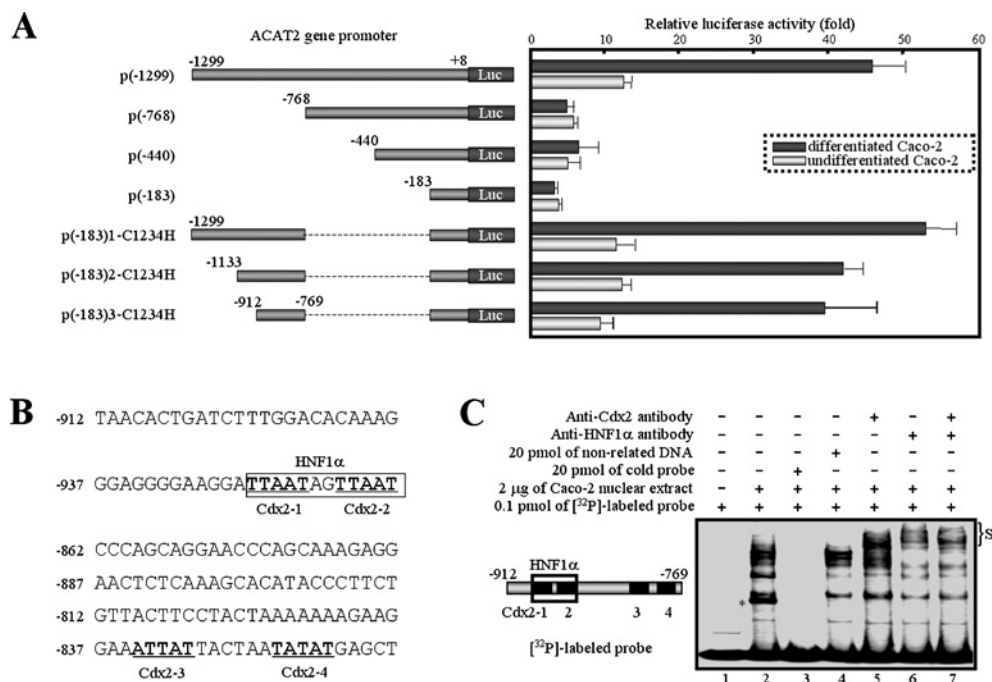 A
ACAT2 gene promoter
Relative luciferase activity (fold)
0 10 20 30 40 50 60
p(-1299) -1299 +8 Luc
p(-768) -768 Luc
p(-440) -440 Luc
p(-183) -183 Luc
differentiated Caco-2
undifferentiated Caco-2
p(-183)1-C1234H -1299 Luc
p(-183)2-C1234H -1133 Luc
p(-183)3-C1234H -912 -769 Luc
B
-912 TAACACTGATCTTTGGACACAAAG
HNF1α
-937 GGAGGGGAAGGATTAATAGTTAAT
Cdx2-1 Cdx2-2
-862 CCCAGCAGGAACCCAGCAAAGAGG
-887 AACTCTCAAAGCACATACCCTTCT
-812 GTTACTTCCTACTAAAAAAAGAAG
-837 GAAATTATTACTAATATATGAGCT
Cdx2-3 Cdx2-4
C
Anti-Cdx2 antibody - - - - + - +
Anti-HNF1α antibody - - - - - + +
20 pmol of non-related DNA - - - + - - -
20 pmol of cold probe - - + - - - -
2 μg of Caco-2 nuclear extract - + + + + + +
0.1 pmol of [32P]-labeled probe + + + + + + +
}S
-912 HNF1α -769
Cdx2-1 2 3 4
*
[32P]-labeled probe
1 2 3 4 5 6 7